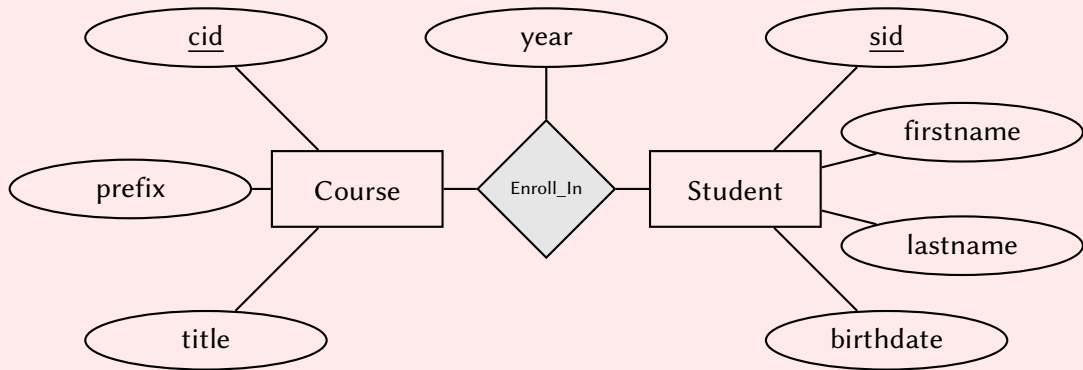 cid
year
sid
firstname
prefix
Course
Enroll_In
Student
lastname
title
birthdate